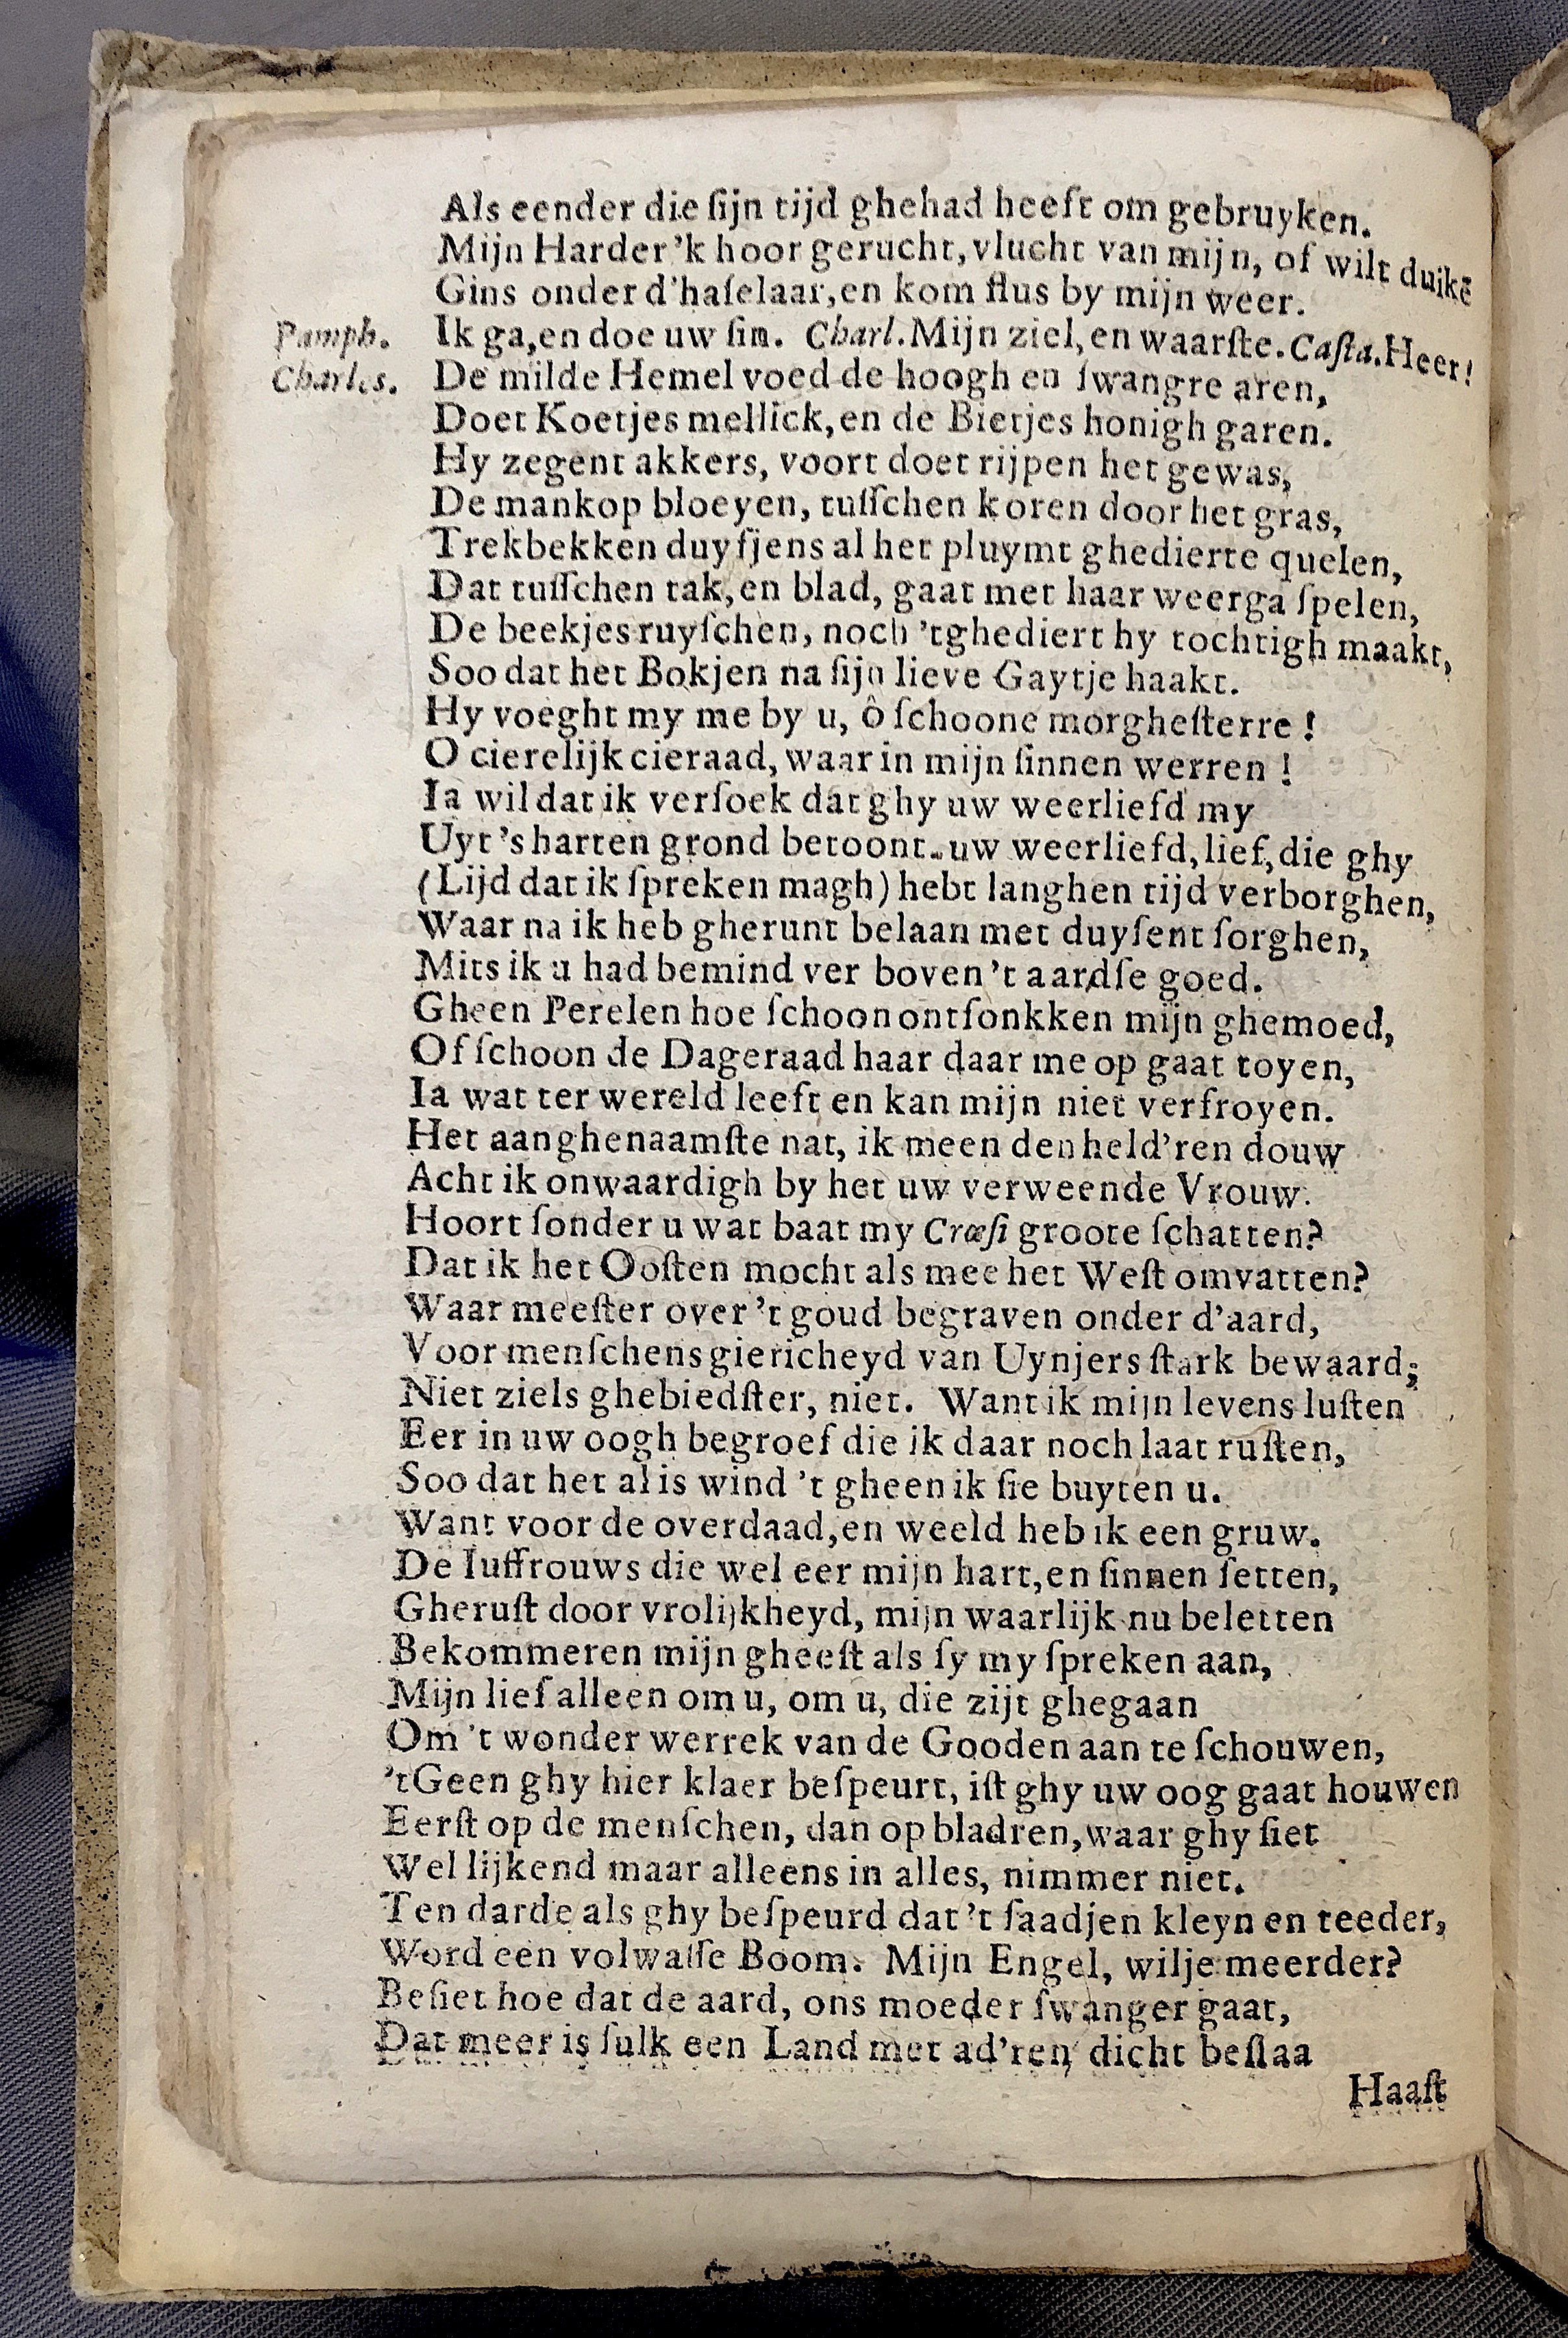 Als eender die ſijn tijd ghehad heeft om gebruyken.
Mijn Harder 'k hoor gerucht, vlucht van mijn, of wilt duikē
Gins onder d'haſelaar, en kom flus by mijn weer.
Pamph. Ik ga, en doe uw ſin. Charl. Mijn ziel, en waarſte. Caſta. Heer!
Charles. De milde Hemel voed de hoogh en ſwangre aren,
Doet Koetjes mellick, en de Bietjes honigh garen.
Hy zegent akkers, voort doet rijpen het gewas,
De mankop bloeyen, tuſſchen koren door het gras,
Trekbekken duyfjens al het pluymt ghedierte quelen,
Dat tuſſchen tak, en blad, gaat met haar weerga ſpelen,
De beekjes ruyſchen, noch 't ghediert hy tochtigh maakt,
Soo dat het Bokjen na ſijn lieve Gaytje haakt.
Hy voeght my me by u, ô ſchoone morgheſterre!
O cierelijk cieraad, waar in mijn ſinnen werren!
Ia wil dat ik verſoek dat ghy uw weerliefd my
Uyt 's harten grond betoont. uw weerliefd, lief, die ghy
(Lijd dat ik ſpreken magh) hebt langhen tijd verborghen,
Waar na ik heb gherunt belaan met duyſent ſorghen,
Mits ik u had bemind ver boven 't aardſe goed.
Gheen Perelen hoe ſchoon ontſonkken mijn ghemoed,
Of ſchoon de Dageraad haar daar me op gaat toyen,
Ia wat ter wereld leeft en kan mijn niet verfroyen.
Het aanghenaamſte nat, ik meen den held'ren douw
Acht ik onwaardigh by het uw verweende Vrouw.
Hoort ſonder u wat baat my Cræſi groote ſchatten?
Dat ik het Ooſten mocht als mee het Weſt omvatten?
Waar meeſter over 't goud begraven onder d'aard,
Voor menſchens giericheyd van Uynjers ſtark bewaard;
Niet ziels ghebiedſter, niet. Want ik mijn levens luſten
Eer in uw oogh begroef die ik daar noch laat ruſten,
Soo dat het al is wind 't gheen ik ſie buyten u.
Want voor de overdaad, en weeld heb ik een gruw.
De Iuffrouws die wel eer mijn hart, en ſinnen ſetten,
Gheruſt door vrolijkheyd, mijn waarlijk nu beletten
Bekommeren mijn gheeſt als ſy my ſpreken aan,
Mijn lief alleen om u, om u, die zijt ghegaan
Om 't wonder werrek van de Gooden aan te ſchouwen,
't Geen ghy hier klaer beſpeurt, iſt ghy uw oog gaat houwen
Eerſt op de menſchen, dan op bladren, waar ghy ſiet
Wel lijkend maar alleens in alles, nimmer niet.
Ten darde als ghy beſpeurd dat 't ſaadjen kleyn en teeder,
Word een volwaſſe Boom. Mijn Engel, wilje meerder?
Beſiet hoe dat de aard, ons moeder ſwanger gaat,
Dat meer is ſulk een Land met ad'ren dicht beſlaa
Haaſt